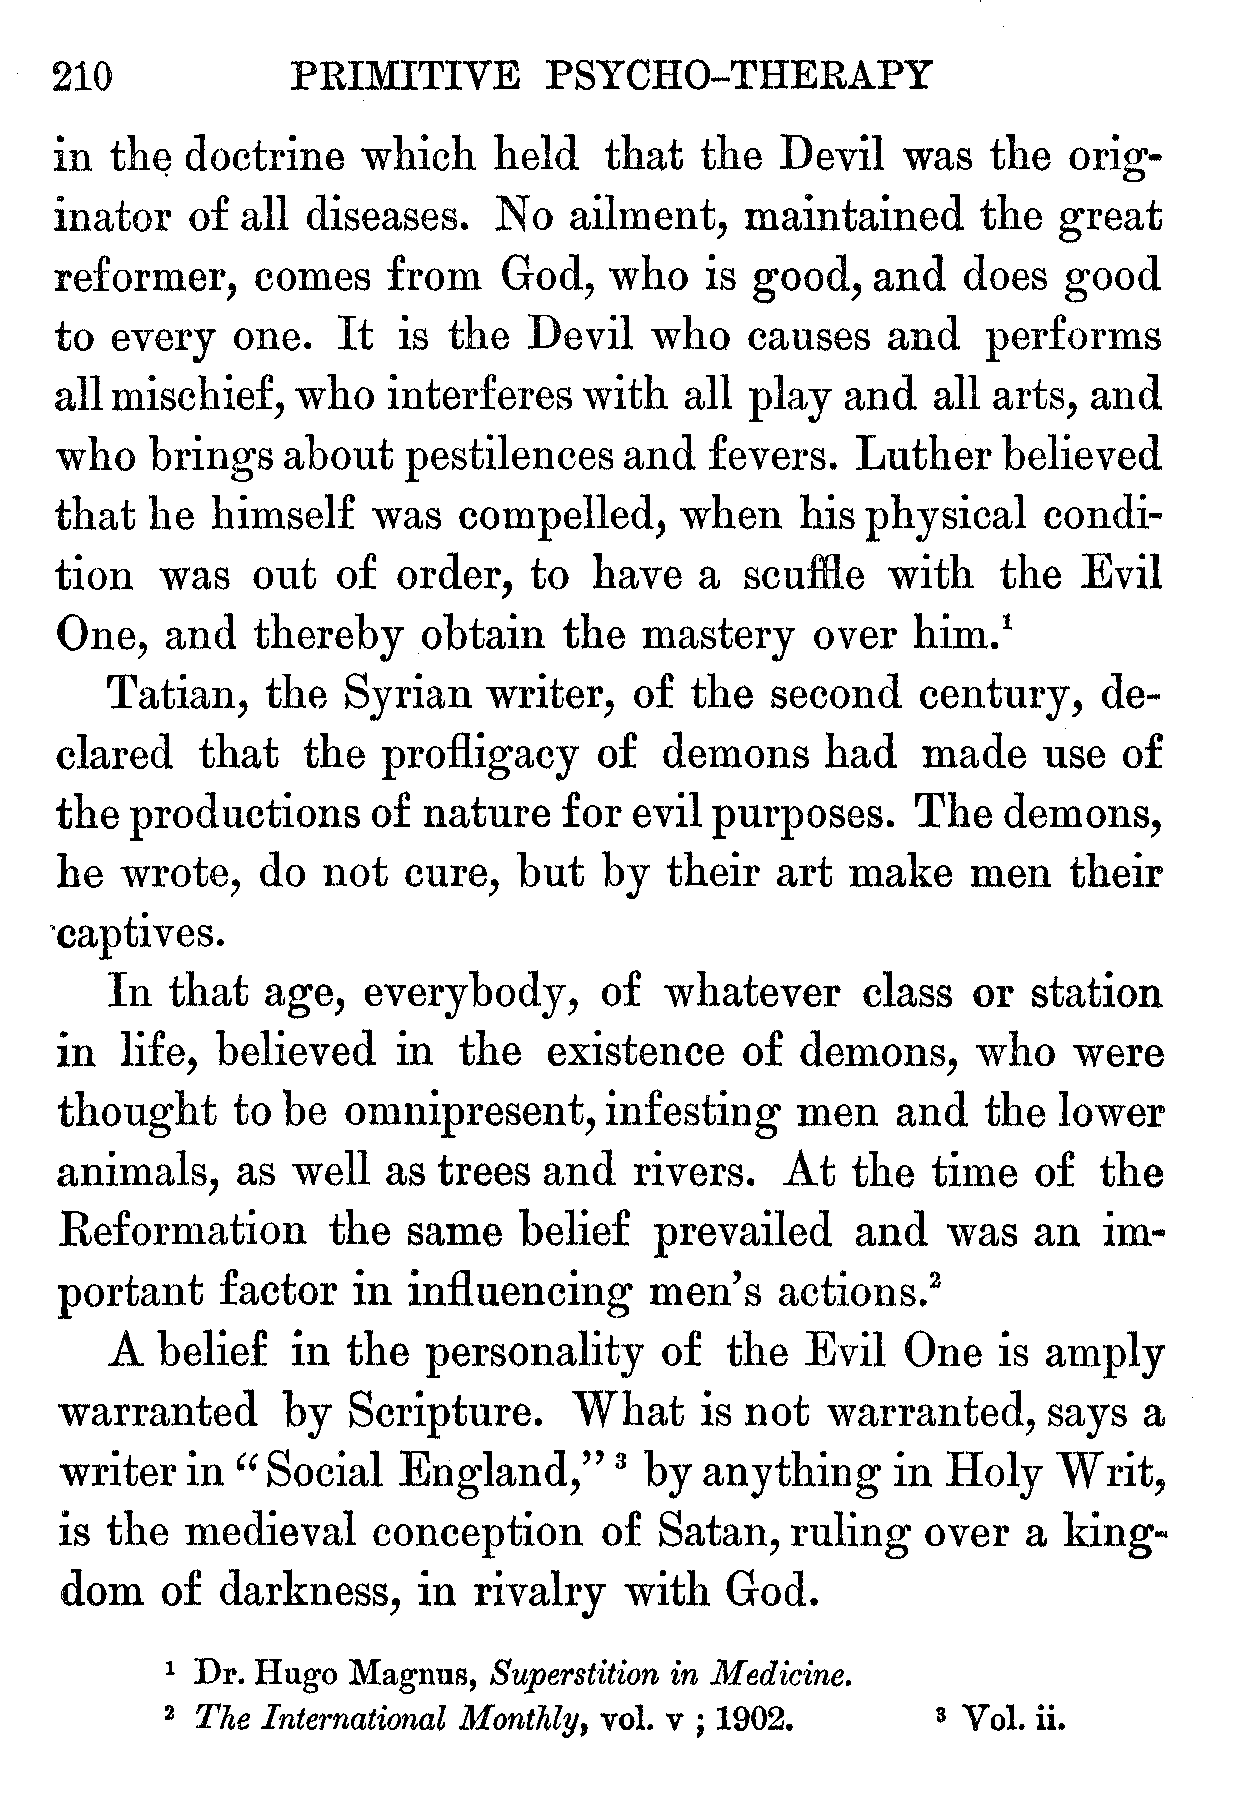 210 PRIMITIVE PSYCHO-THERAPY
in the doctrine which held that the Devil was the orig-
inator of all diseases. No ailment, maintained the great
reformer, comes from God, who is good, and does good
to every one. It is the Devil who causes and performs
all mischief, who interferes with all play and all arts, and
who brings about pestilences and fevers. Luther believed
that he himself was compelled, when his physical condi-
tion was out of order, to have a scuffle with the Evil
One, and thereby obtain the mastery over him.¹
Tatian, the Syrian writer, of the second century, de-
clared that the profligacy of demons had made use of
the productions of nature for evil purposes. The demons,
he wrote, do not cure, but by their art make men their
captives.
In that age, everybody, of whatever class or station
in life, believed in the existence of demons, who were
thought to be omnipresent, infesting men and the lower
animals, as well as trees and rivers. At the time of the
Reformation the same belief prevailed and was an im-
portant factor in influencing men's actions.²
A belief in the personality of the Evil One is amply
warranted by Scripture. What is not warranted, says a
writer in "Social England," ³ by anything in Holy Writ,
is the medieval conception of Satan, ruling over a king-
dom of darkness, in rivalry with God.
¹ Dr. Hugo Magnus, Superstition in Medicine.
² The International Monthly, vol. v ; 1902. ³ Vol. ii.